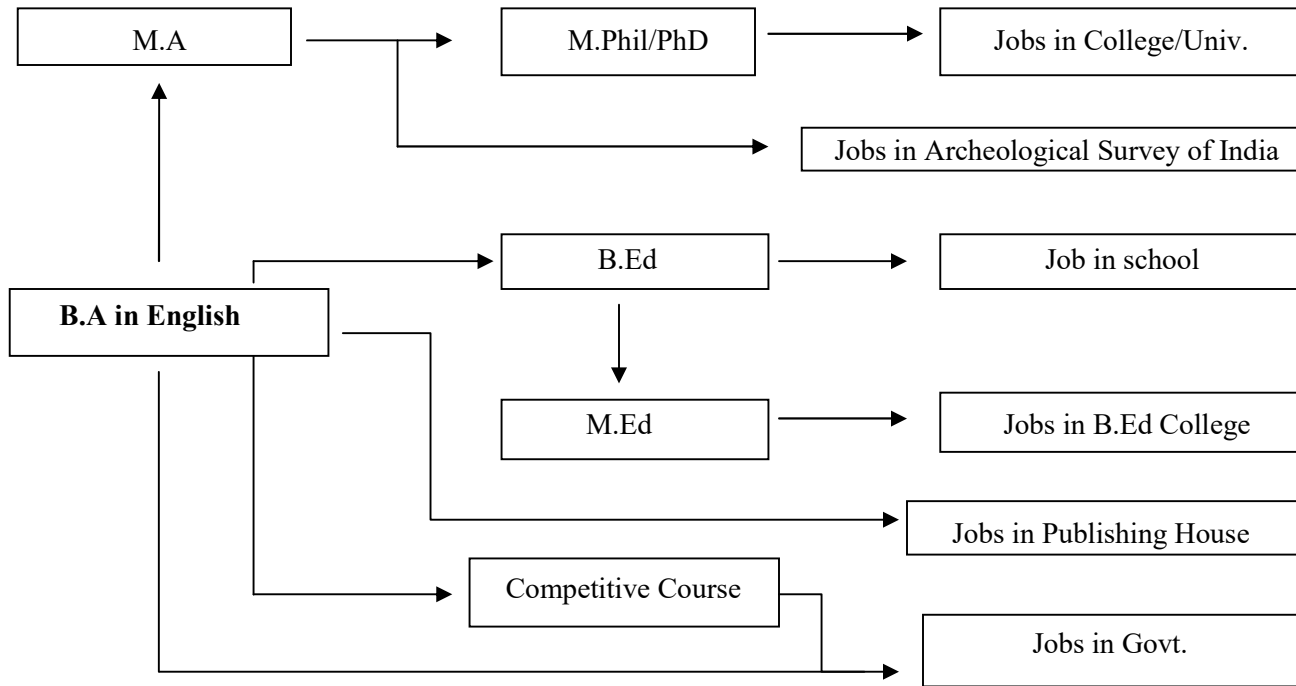 M.A
M.Phil/PhD
Jobs in College/Univ.
Jobs in Archeological Survey of India
B.Ed
Job in school
B.A in English
M.Ed
Jobs in B.Ed College
Jobs in Publishing House
Competitive Course
Jobs in Govt.